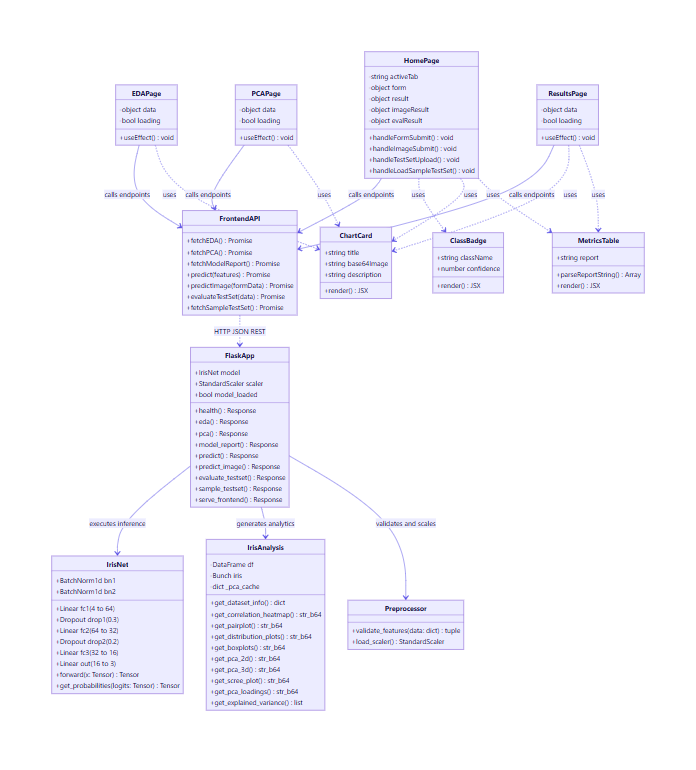 HomePage
-string activeTab
-object form
-object result
-object imageResult
-object evalResult
+handleFormSubmit() : void
+handleImageSubmit() : void
+handleTestSetUpload() : void
+handleLoadSampleTestSet() : void
EDAPage
-object data
-bool loading
+useEffect() : void
PCAPage
-object data
-bool loading
+useEffect() : void
ResultsPage
-object data
-bool loading
+useEffect() : void
calls endpoints
uses
calls endpoints
uses
calls endpoints
uses
uses
uses
calls endpoints
uses
uses
FrontendAPI
+fetchEDA() : Promise
+fetchPCA() : Promise
+fetchModelReport() : Promise
+predict(features) : Promise
+predictImage(formData) : Promise
+evaluateTestSet(data) : Promise
+fetchSampleTestSet() : Promise
ChartCard
+string title
+string base64Image
+string description
+render() : JSX
ClassBadge
+string className
+number confidence
+render() : JSX
MetricsTable
+string report
+parseReportString() : Array
+render() : JSX
HTTP JSON REST
FlaskApp
+IrisNet model
+StandardScaler scaler
+bool model_loaded
+health() : Response
+eda() : Response
+pca() : Response
+model_report() : Response
+predict() : Response
+predict_image() : Response
+evaluate_testset() : Response
+sample_testset() : Response
+serve_frontend() : Response
executes inference
generates analytics
validates and scales
IrisNet
+BatchNorm1d bn1
+BatchNorm1d bn2
+Linear fc1(4 to 64)
+Dropout drop1(0.3)
+Linear fc2(64 to 32)
+Dropout drop2(0.2)
+Linear fc3(32 to 16)
+Linear out(16 to 3)
+forward(x: Tensor) : Tensor
+get_probabilities(logits: Tensor) : Tensor
IrisAnalysis
-DataFrame df
-Bunch iris
-dict _pca_cache
+get_dataset_info() : dict
+get_correlation_heatmap() : str_b64
+get_pairplot() : str_b64
+get_distribution_plots() : str_b64
+get_boxplots() : str_b64
+get_pca_2d() : str_b64
+get_pca_3d() : str_b64
+get_scree_plot() : str_b64
+get_pca_loadings() : str_b64
+get_explained_variance() : list
Preprocessor
+validate_features(data: dict) : tuple
+load_scaler() : StandardScaler